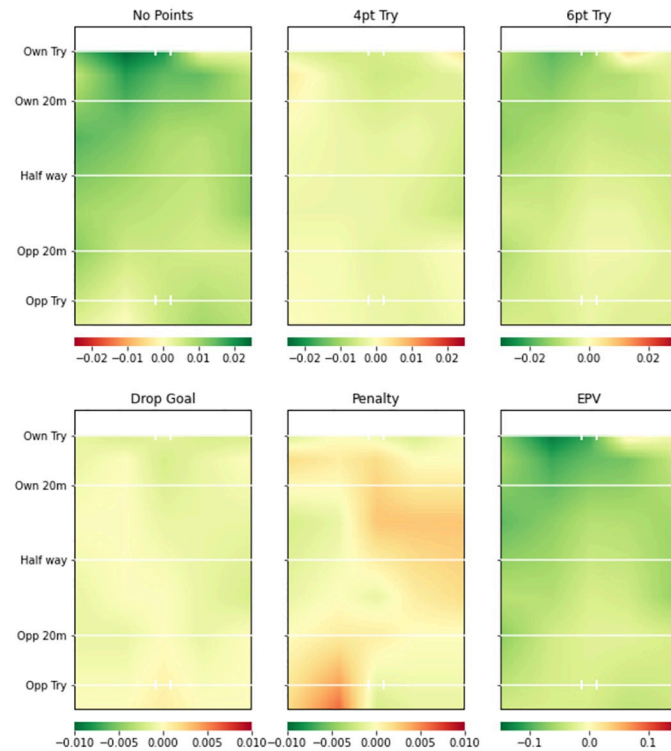 No Points 4pt Try 6pt Try
Own Try
Own 20m
Half way
Opp 20m
Opp Try
−0.02 −0.01 0.00 0.01 0.02 −0.02 −0.01 0.00 0.01 0.02 −0.02 0.00 0.02
Drop Goal Penalty EPV
Own Try
Own 20m
Half way
Opp 20m
Opp Try
−0.010 −0.005 0.000 0.005 0.010 −0.010 −0.005 0.000 0.005 0.010 −0.1 0.0 0.1